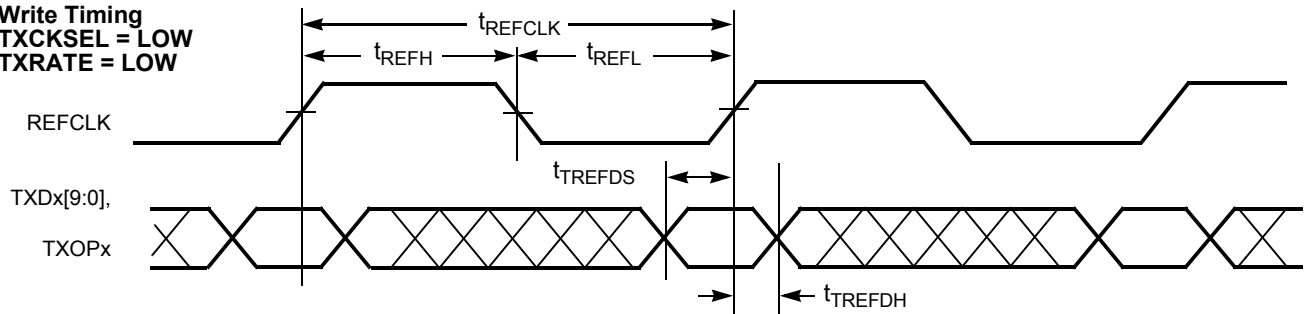 Write Timing
TXCKSEL = LOW
TXRATE = LOW
tREFCLK
tREFH
tREFL
REFCLK
tTREFDS
TXDx[9:0],
TXOPx
tTREFDH